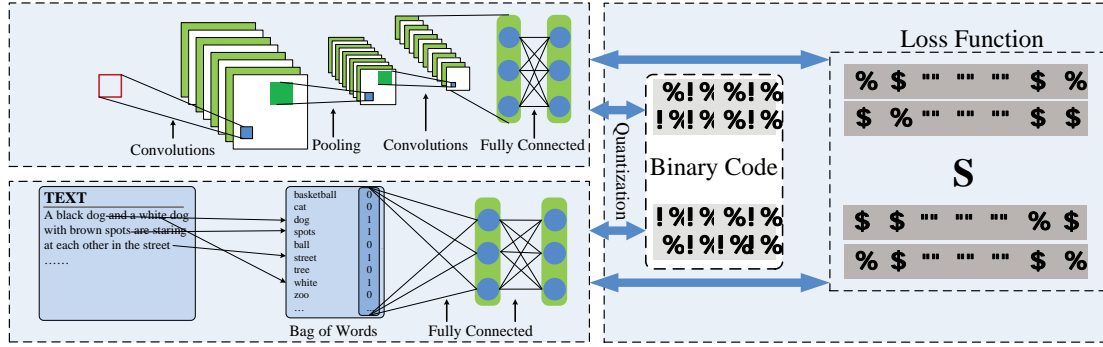 Convolutions
Pooling
Convolutions
Fully Connected
TEXT
A black dog and a white dog
with brown spots are staring
at each other in the street
......
basketball 0
cat 0
dog 1
spots 1
ball 0
street 1
tree 0
white 1
zoo 0
... ...
Bag of Words
Fully Connected
Quantization
Binary Code
Loss Function
% $ "" "" "" $ %
$ % "" "" "" $ $
S
$ $ "" "" "" % $
% $ "" "" "" $ %